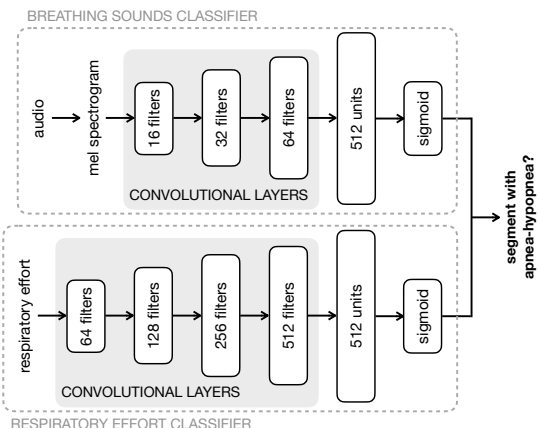 BREATHING SOUNDS CLASSIFIER
audio
mel spectrogram
16 filters
32 filters
64 filters
512 units
sigmoid
CONVOLUTIONAL LAYERS
segment with
apnea-hypopnea?
respiratory effort
64 filters
128 filters
256 filters
512 filters
512 units
sigmoid
CONVOLUTIONAL LAYERS
RESPIRATORY EFFORT CLASSIFIER